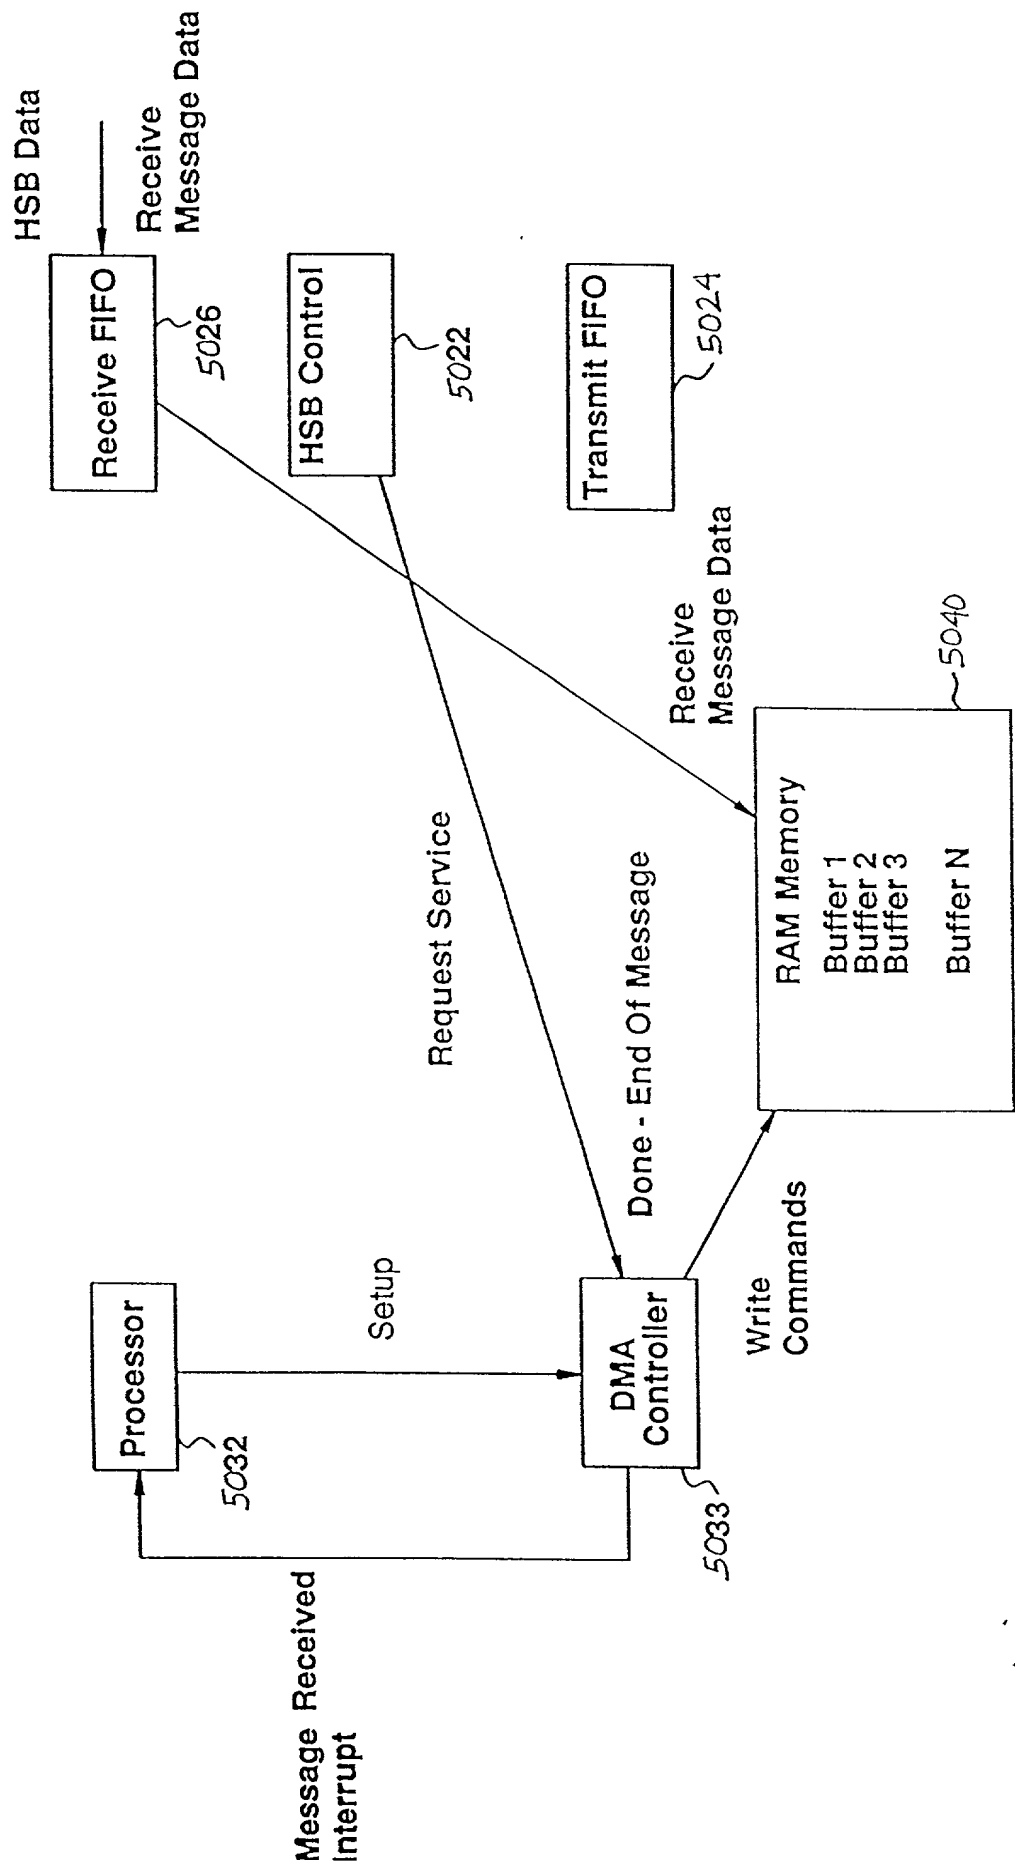 Message Received
Interrupt
Processor
5032
Setup
DMA
Controller
5033
Write
Commands
Request Service
Done - End Of Message
RAM Memory
Buffer 1
Buffer 2
Buffer 3
Buffer N
5040
Receive
Message Data
HSB Data
Receive
Message Data
Receive FIFO
5026
HSB Control
5022
Transmit FIFO
5024